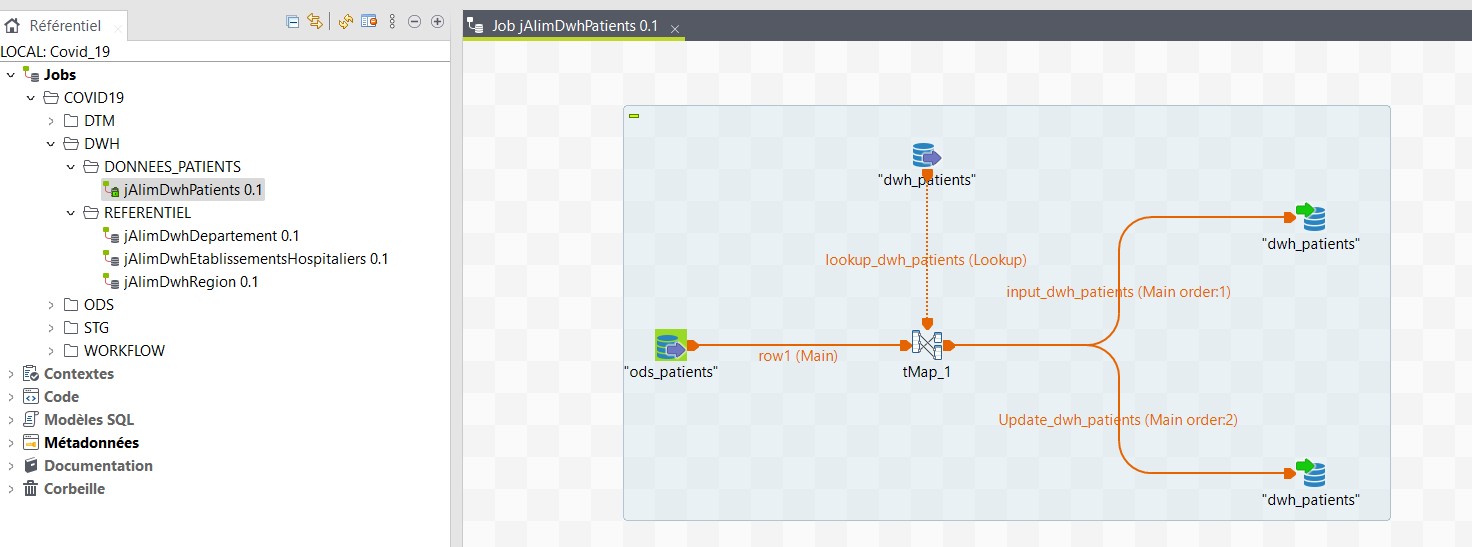 Référentiel
LOCAL: Covid_19
Jobs
COVID19
DTM
DWH
DONNEES_PATIENTS
jAlimDwhPatients 0.1
REFERENTIEL
jAlimDwhDepartement 0.1
jAlimDwhEtablissementsHospitaliers 0.1
jAlimDwhRegion 0.1
ODS
STG
WORKFLOW
Contextes
Code
Modèles SQL
Métadonnées
Documentation
Corbeille
Job jAlimDwhPatients 0.1
"dwh_patients"
"dwh_patients"
lookup_dwh_patients (Lookup)
input_dwh_patients (Main order:1)
row1 (Main)
"ods_patients"
tMap_1
Update_dwh_patients (Main order:2)
"dwh_patients"